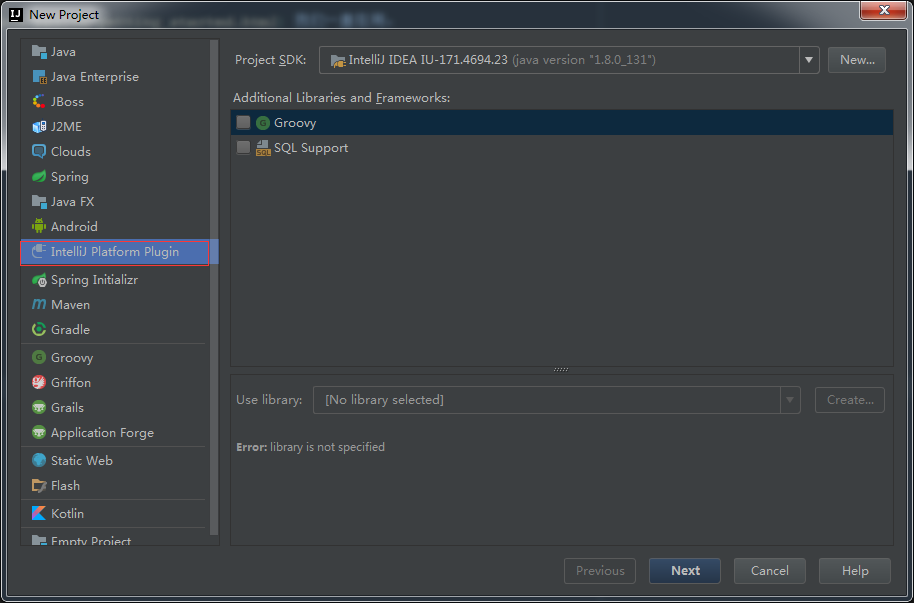 IJ New Project
Java
Java Enterprise
JBoss
J2ME
Clouds
Spring
Java FX
Android
IntelliJ Platform Plugin
Spring Initializr
Maven
Gradle
Groovy
Griffon
Grails
Application Forge
Static Web
Flash
Kotlin
Empty Project
Project SDK: IntelliJ IDEA IU-171.4694.23 (java version "1.8.0_131") New...
Additional Libraries and Frameworks:
G Groovy
SQL SQL Support
Use library: [No library selected] Create...
Error: library is not specified
Previous Next Cancel Help